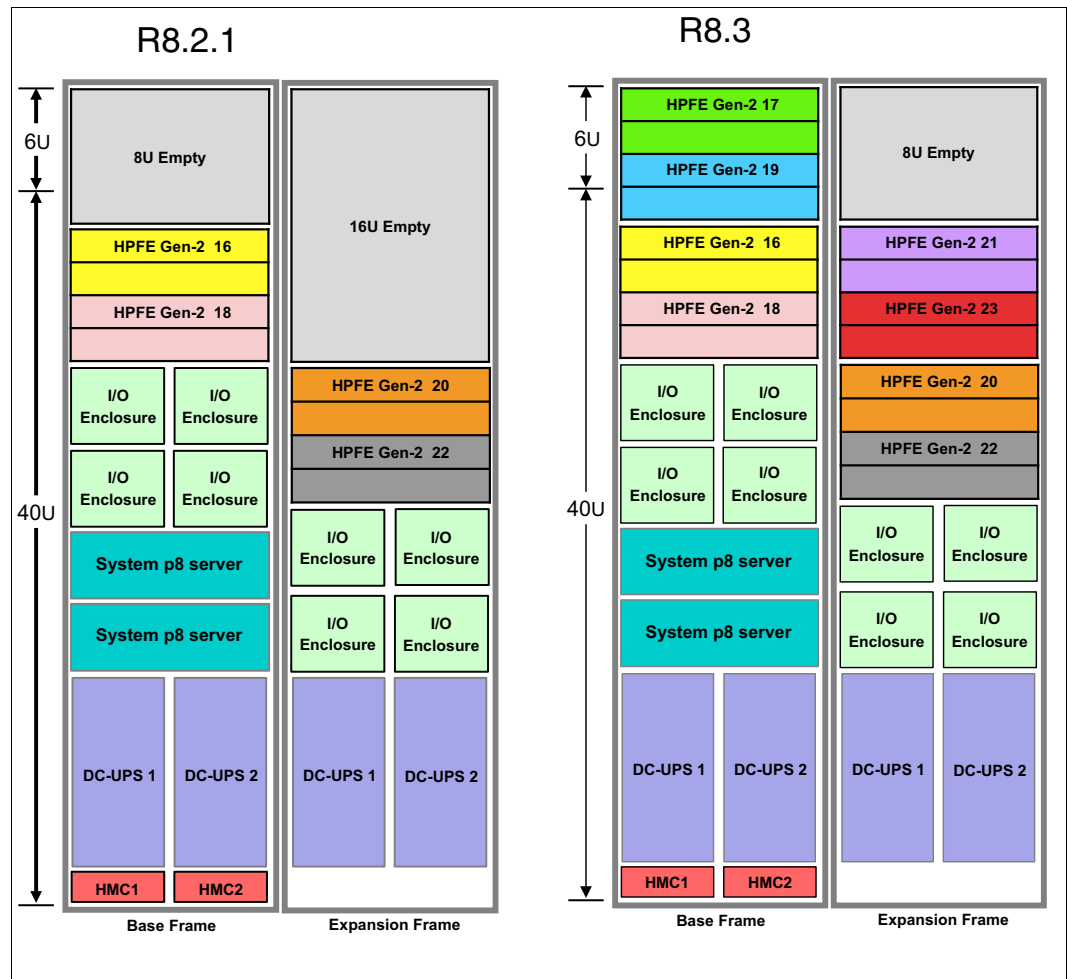 R8.2.1
6U
40U
8U Empty
HPFE Gen-2 16
HPFE Gen-2 18
I/O
Enclosure
I/O
Enclosure
I/O
Enclosure
I/O
Enclosure
System p8 server
System p8 server
DC-UPS 1
DC-UPS 2
HMC1
HMC2
Base Frame
16U Empty
HPFE Gen-2 20
HPFE Gen-2 22
I/O
Enclosure
I/O
Enclosure
I/O
Enclosure
I/O
Enclosure
DC-UPS 1
DC-UPS 2
Expansion Frame
R8.3
6U
40U
HPFE Gen-2 17
HPFE Gen-2 19
HPFE Gen-2 16
HPFE Gen-2 18
I/O
Enclosure
I/O
Enclosure
I/O
Enclosure
I/O
Enclosure
System p8 server
System p8 server
DC-UPS 1
DC-UPS 2
HMC1
HMC2
Base Frame
8U Empty
HPFE Gen-2 21
HPFE Gen-2 23
HPFE Gen-2 20
HPFE Gen-2 22
I/O
Enclosure
I/O
Enclosure
I/O
Enclosure
I/O
Enclosure
DC-UPS 1
DC-UPS 2
Expansion Frame